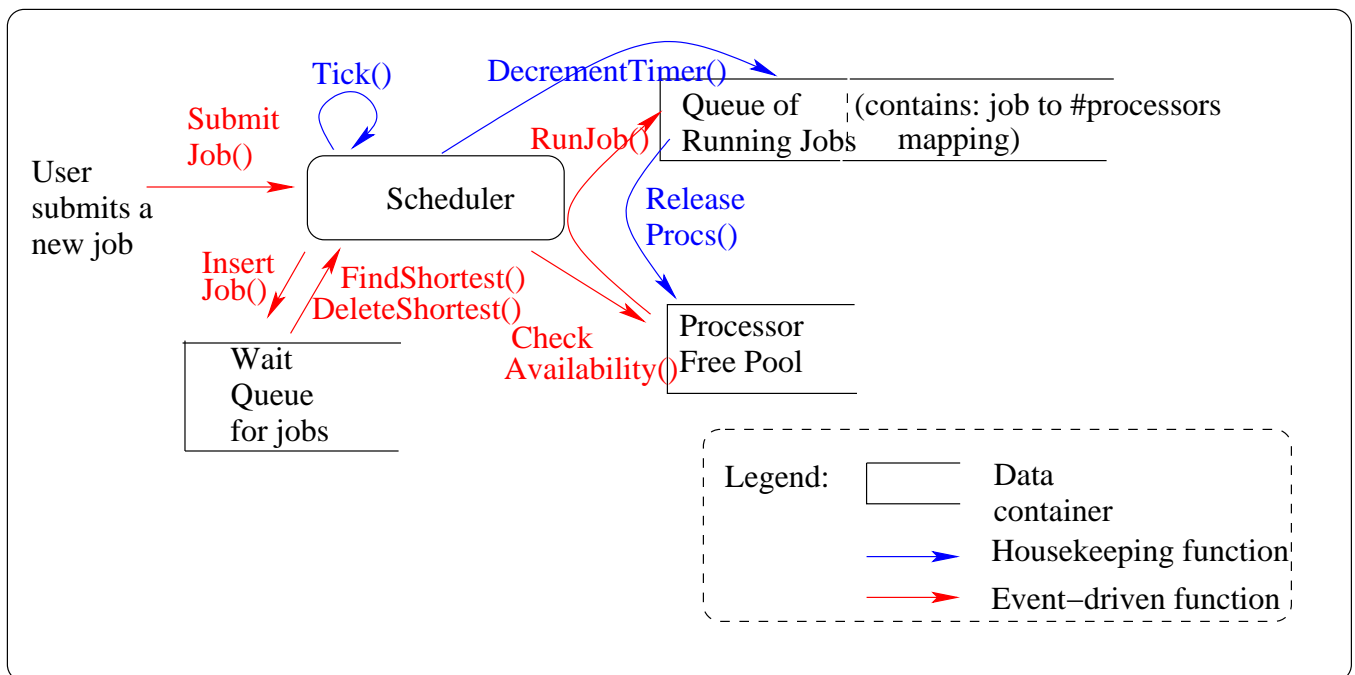 Tick()
DecrementTimer()
Submit
Job()
User
submits a
new job
Scheduler
RunJob()
Queue of
Running Jobs
(contains: job to #processors
mapping)
Release
Procs()
Insert
Job()
FindShortest()
DeleteShortest()
Check
Availability()
Processor
Free Pool
Wait
Queue
for jobs
Legend:
Data
container
Housekeeping function
Event−driven function